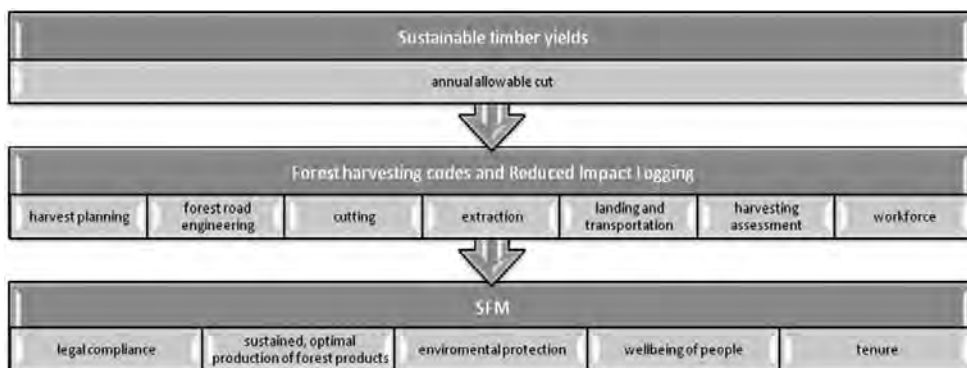 Sustainable timber yields
annual allowable cut
Forest harvesting codes and Reduced Impact Logging
harvest planning
forest road
engineering
cutting
extraction
landing and
transportation
harvesting
assessment
workforce
SFM
legal compliance
sustained, optimal
production of forest products
enviromental protection
wellbeing of people
tenure